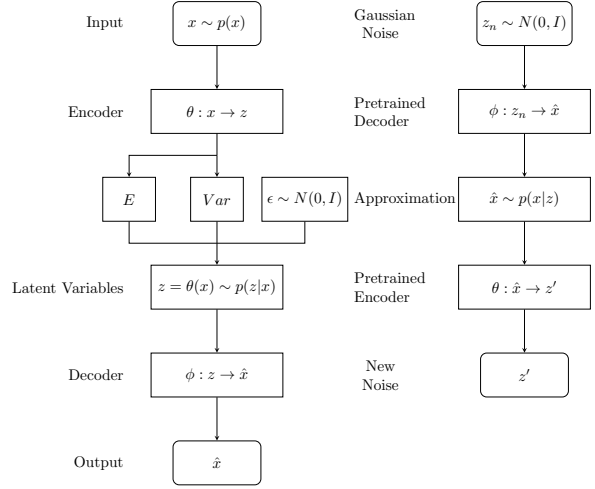 Input
x ∼ p(x)
Encoder
θ : x → z
E
Var
ϵ ∼ N(0, I)
Latent Variables
z = θ(x) ∼ p(z|x)
Decoder
ϕ : z → x̂
Output
x̂
Gaussian
Noise
z_n ∼ N(0, I)
Pretrained
Decoder
ϕ : z_n → x̂
Approximation
x̂ ∼ p(x|z)
Pretrained
Encoder
θ : x̂ → z′
New
Noise
z′